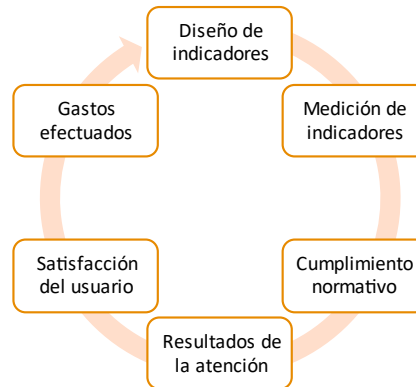 Diseño de
indicadores
Medición de
indicadores
Cumplimiento
normativo
Resultados de
la atención
Satisfacción
del usuario
Gastos
efectuados